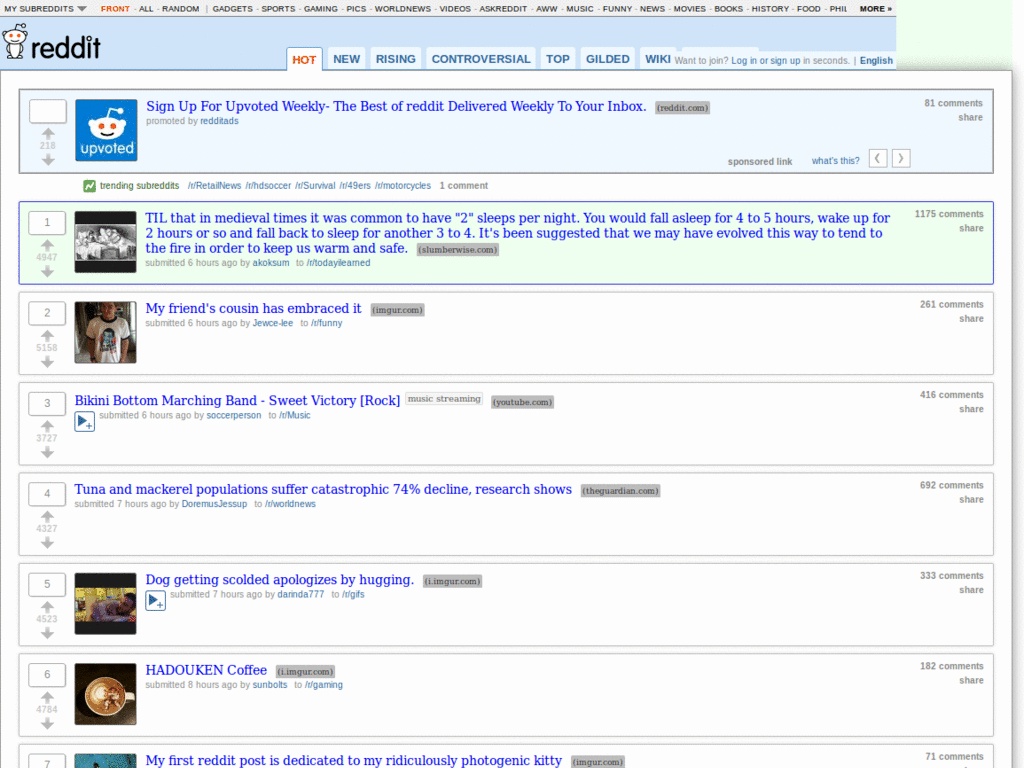 MY SUBREDDITS FRONT - ALL - RANDOM | GADGETS - SPORTS - GAMING - PICS - WORLDNEWS - VIDEOS - ASKREDDIT - AWW - MUSIC - FUNNY - NEWS - MOVIES - BOOKS - HISTORY - FOOD - PHIL MORE »
reddit HOT NEW RISING CONTROVERSIAL TOP GILDED WIKI Want to join? Log in or sign up in seconds. | English
Sign Up For Upvoted Weekly- The Best of reddit Delivered Weekly To Your Inbox. (reddit.com) 81 comments
promoted by redditads share
218
upvoted
sponsored link what's this?
trending subreddits /r/RetailNews /r/hdsoccer /r/Survival /r/49ers /r/motorcycles 1 comment
1 TIL that in medieval times it was common to have "2" sleeps per night. You would fall asleep for 4 to 5 hours, wake up for 1175 comments
2 hours or so and fall back to sleep for another 3 to 4. It's been suggested that we may have evolved this way to tend to share
4947 the fire in order to keep us warm and safe. (slumberwise.com)
submitted 6 hours ago by akoksum to /r/todayilearned
2 My friend's cousin has embraced it (imgur.com) 261 comments
submitted 6 hours ago by Jewce-lee to /r/funny share
5158
3 Bikini Bottom Marching Band - Sweet Victory [Rock] music streaming (youtube.com) 416 comments
submitted 6 hours ago by soccerperson to /r/Music share
3727
4 Tuna and mackerel populations suffer catastrophic 74% decline, research shows (theguardian.com) 692 comments
submitted 7 hours ago by DoremusJessup to /r/worldnews share
4327
5 Dog getting scolded apologizes by hugging. (i.imgur.com) 333 comments
submitted 7 hours ago by darinda777 to /r/gifs share
4523
6 HADOUKEN Coffee (i.imgur.com) 182 comments
submitted 8 hours ago by sunbolts to /r/gaming share
4784
7 My first reddit post is dedicated to my ridiculously photogenic kitty (imgur.com) 71 comments